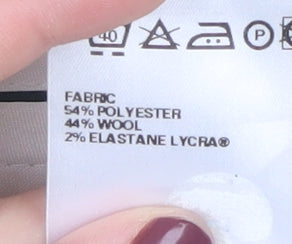 40 P
FABRIC
54% POLYESTER
44% WOOL
2% ELASTANE LYCRA®